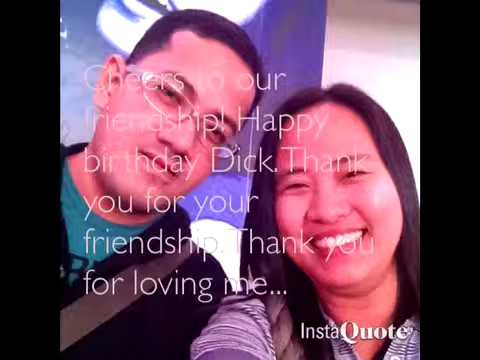 Cheers to our
friendship! Happy
birthday Dick. Thank
you for your
friendship. Thank you
for loving me...
InstaQuote